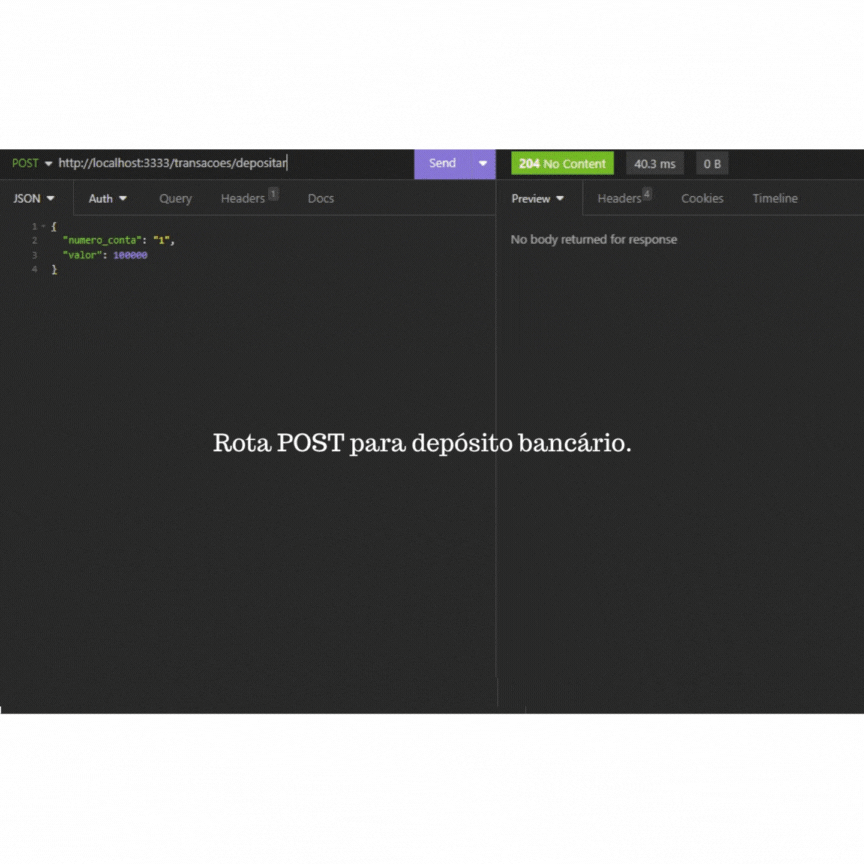 POST http://localhost:3333/transacoes/depositar Send 204 No Content 40.3 ms 0 B
JSON Auth Query Headers 1 Docs Preview Headers 4 Cookies Timeline
1 {
2 "numero_conta": "1",
3 "valor": 100000
4 }
No body returned for response
Rota POST para depósito bancário.